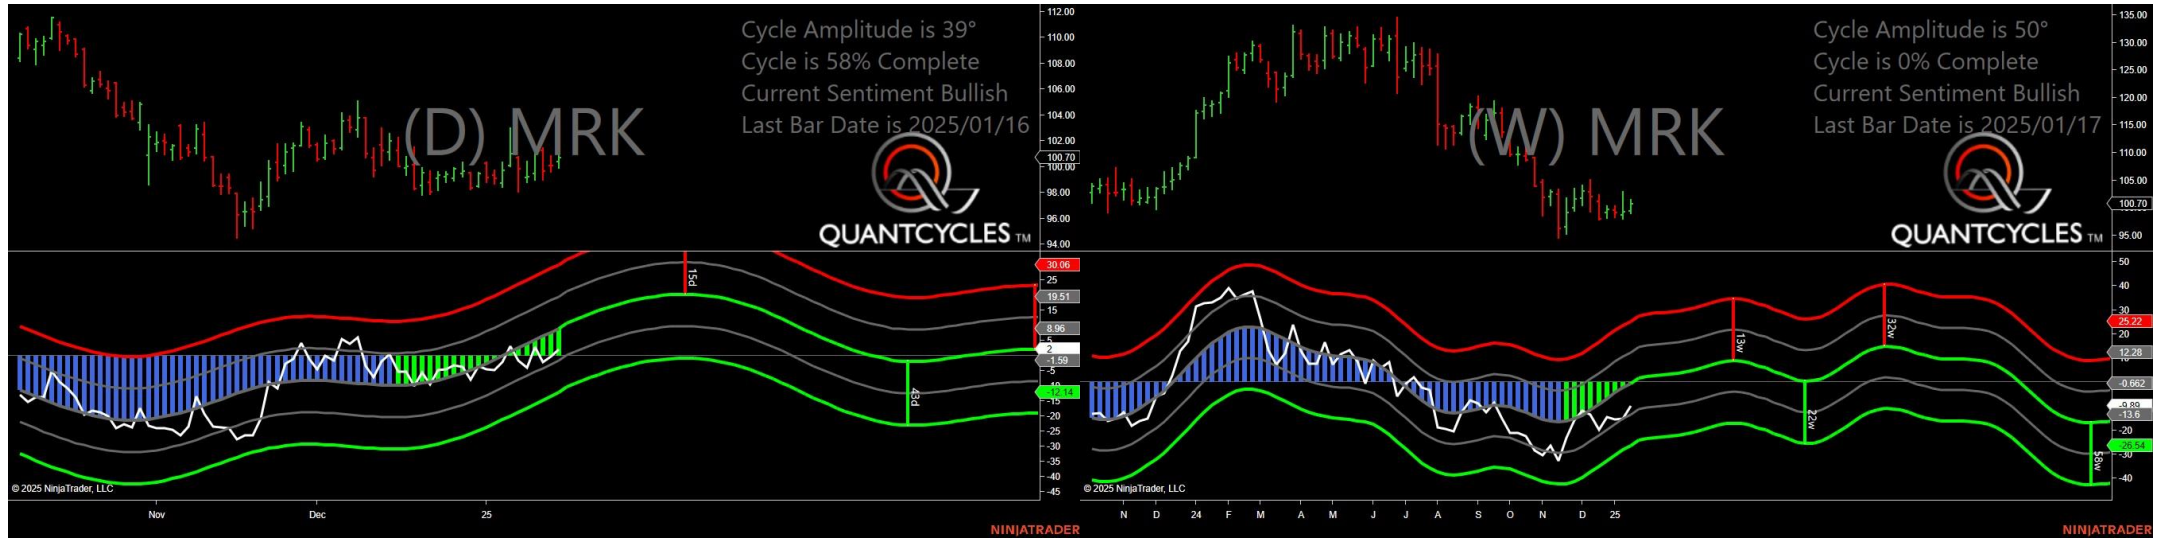 Cycle Amplitude is 39°
Cycle is 58% Complete
Current Sentiment Bullish
Last Bar Date is 2025/01/16
(D) MRK
QUANTCYCLES TM
112.00
110.00
108.00
106.00
104.00
102.00
100.70
100.00
98.00
96.00
94.00
30.06
25
19.51
15
8.96
5
2
-1.59
-5
-10
-12.14
-15
-20
-25
-30
-35
-40
-45
15d
43d
© 2025 NinjaTrader, LLC
Nov
Dec
25
NINJATRADER
Cycle Amplitude is 50°
Cycle is 0% Complete
Current Sentiment Bullish
Last Bar Date is 2025/01/17
(W) MRK
QUANTCYCLES TM
135.00
130.00
125.00
120.00
115.00
110.00
105.00
100.70
95.00
50
40
30
25.22
20
12.28
-0.662
-9.89
-13.6
-20
-26.54
-30
-40
13w
22w
32w
58w
© 2025 NinjaTrader, LLC
N D 24 F M A M J J A S O N D 25
NINJATRADER